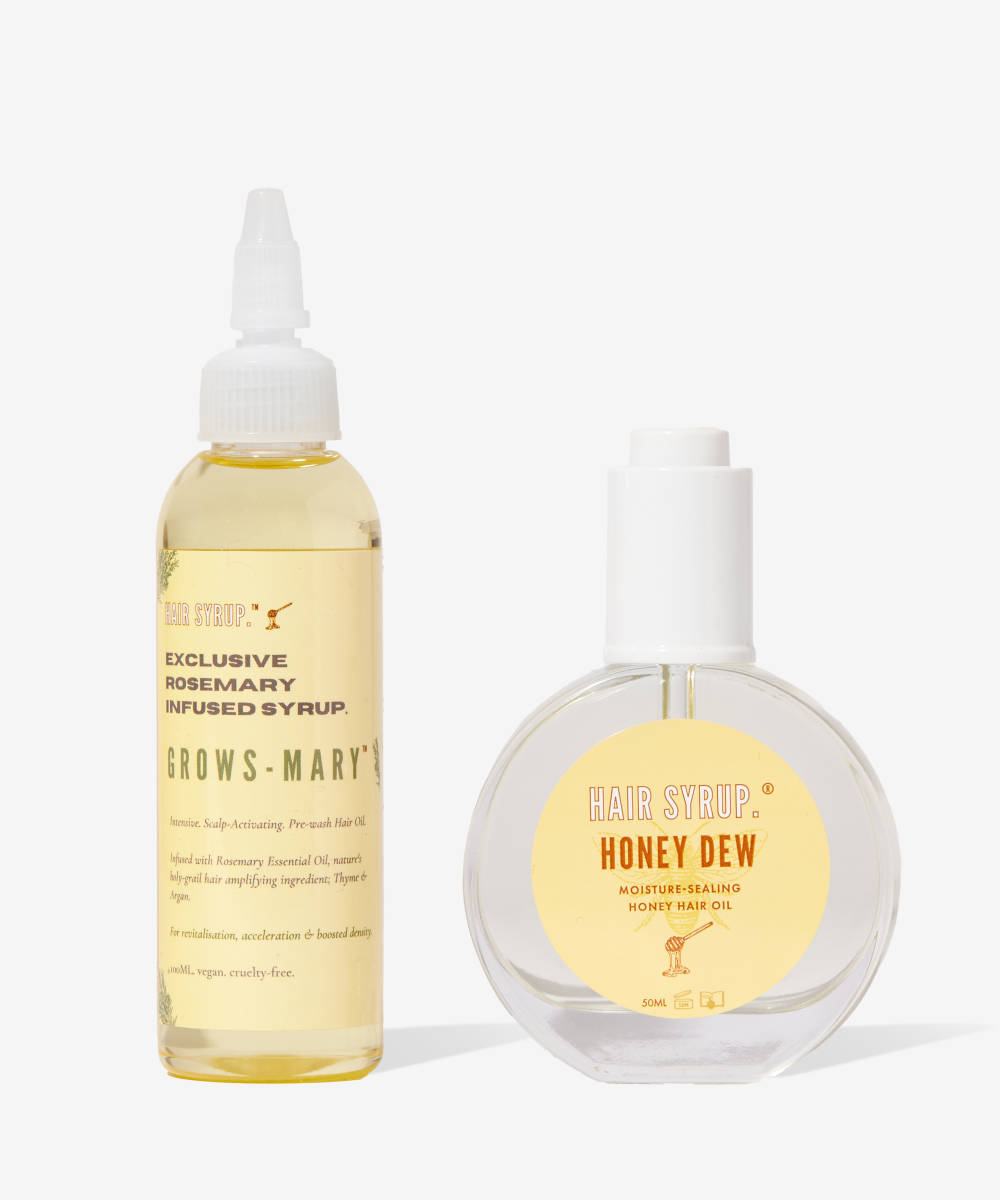 HAIR SYRUP.™
EXCLUSIVE
ROSEMARY
INFUSED SYRUP.
GROWS-MARY™
Intensive. Scalp-Activating. Pre-wash Hair Oil.
Infused with Rosemary Essential Oil, nature's
holy-grail hair amplifying ingredient; Thyme &
Argan.
For revitalisation, acceleration & boosted density.
100ML. vegan. cruelty-free.
HAIR SYRUP.®
HONEY DEW
MOISTURE-SEALING
HONEY HAIR OIL
50ML